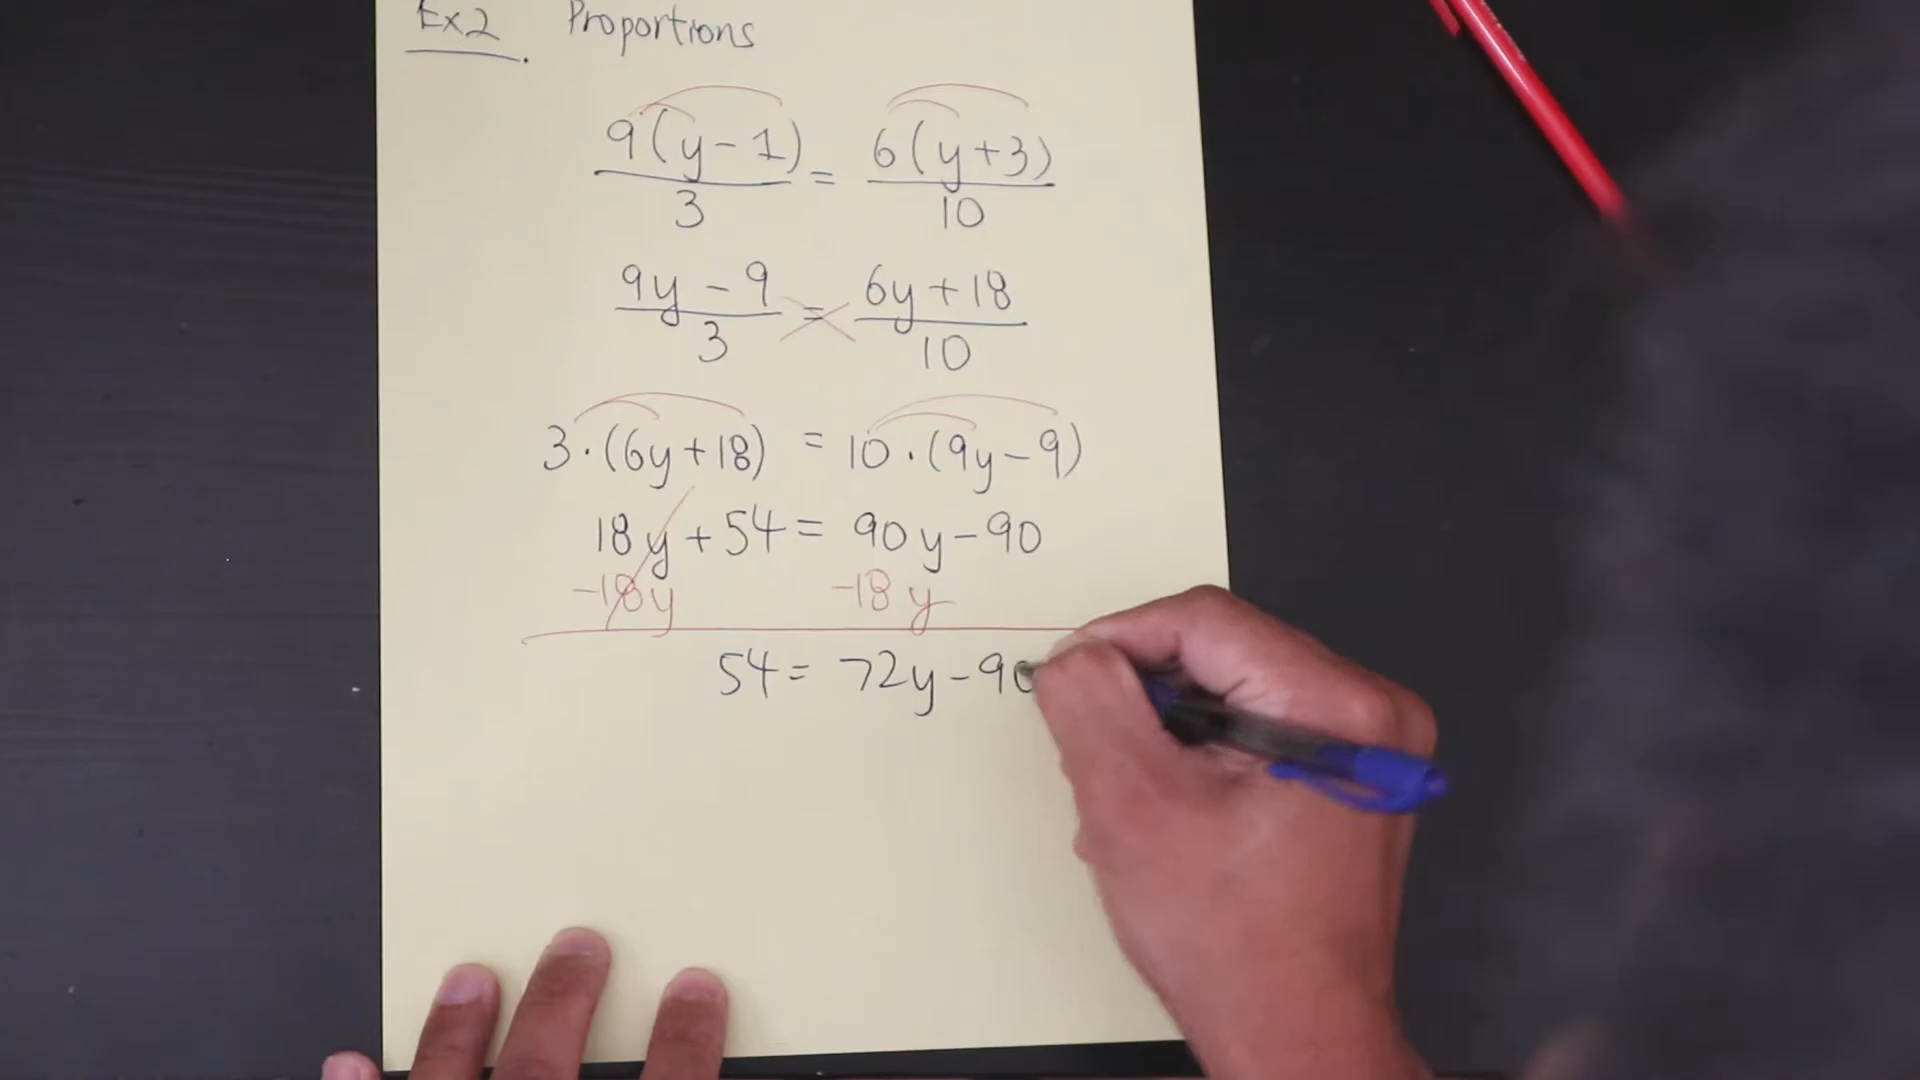 Ex2. Proportions
9(y-1)/3 = 6(y+3)/10
9y-9/3 = 6y+18/10
3·(6y+18) = 10·(9y-9)
18y+54 = 90y-90
-18y -18y
54 = 72y-90